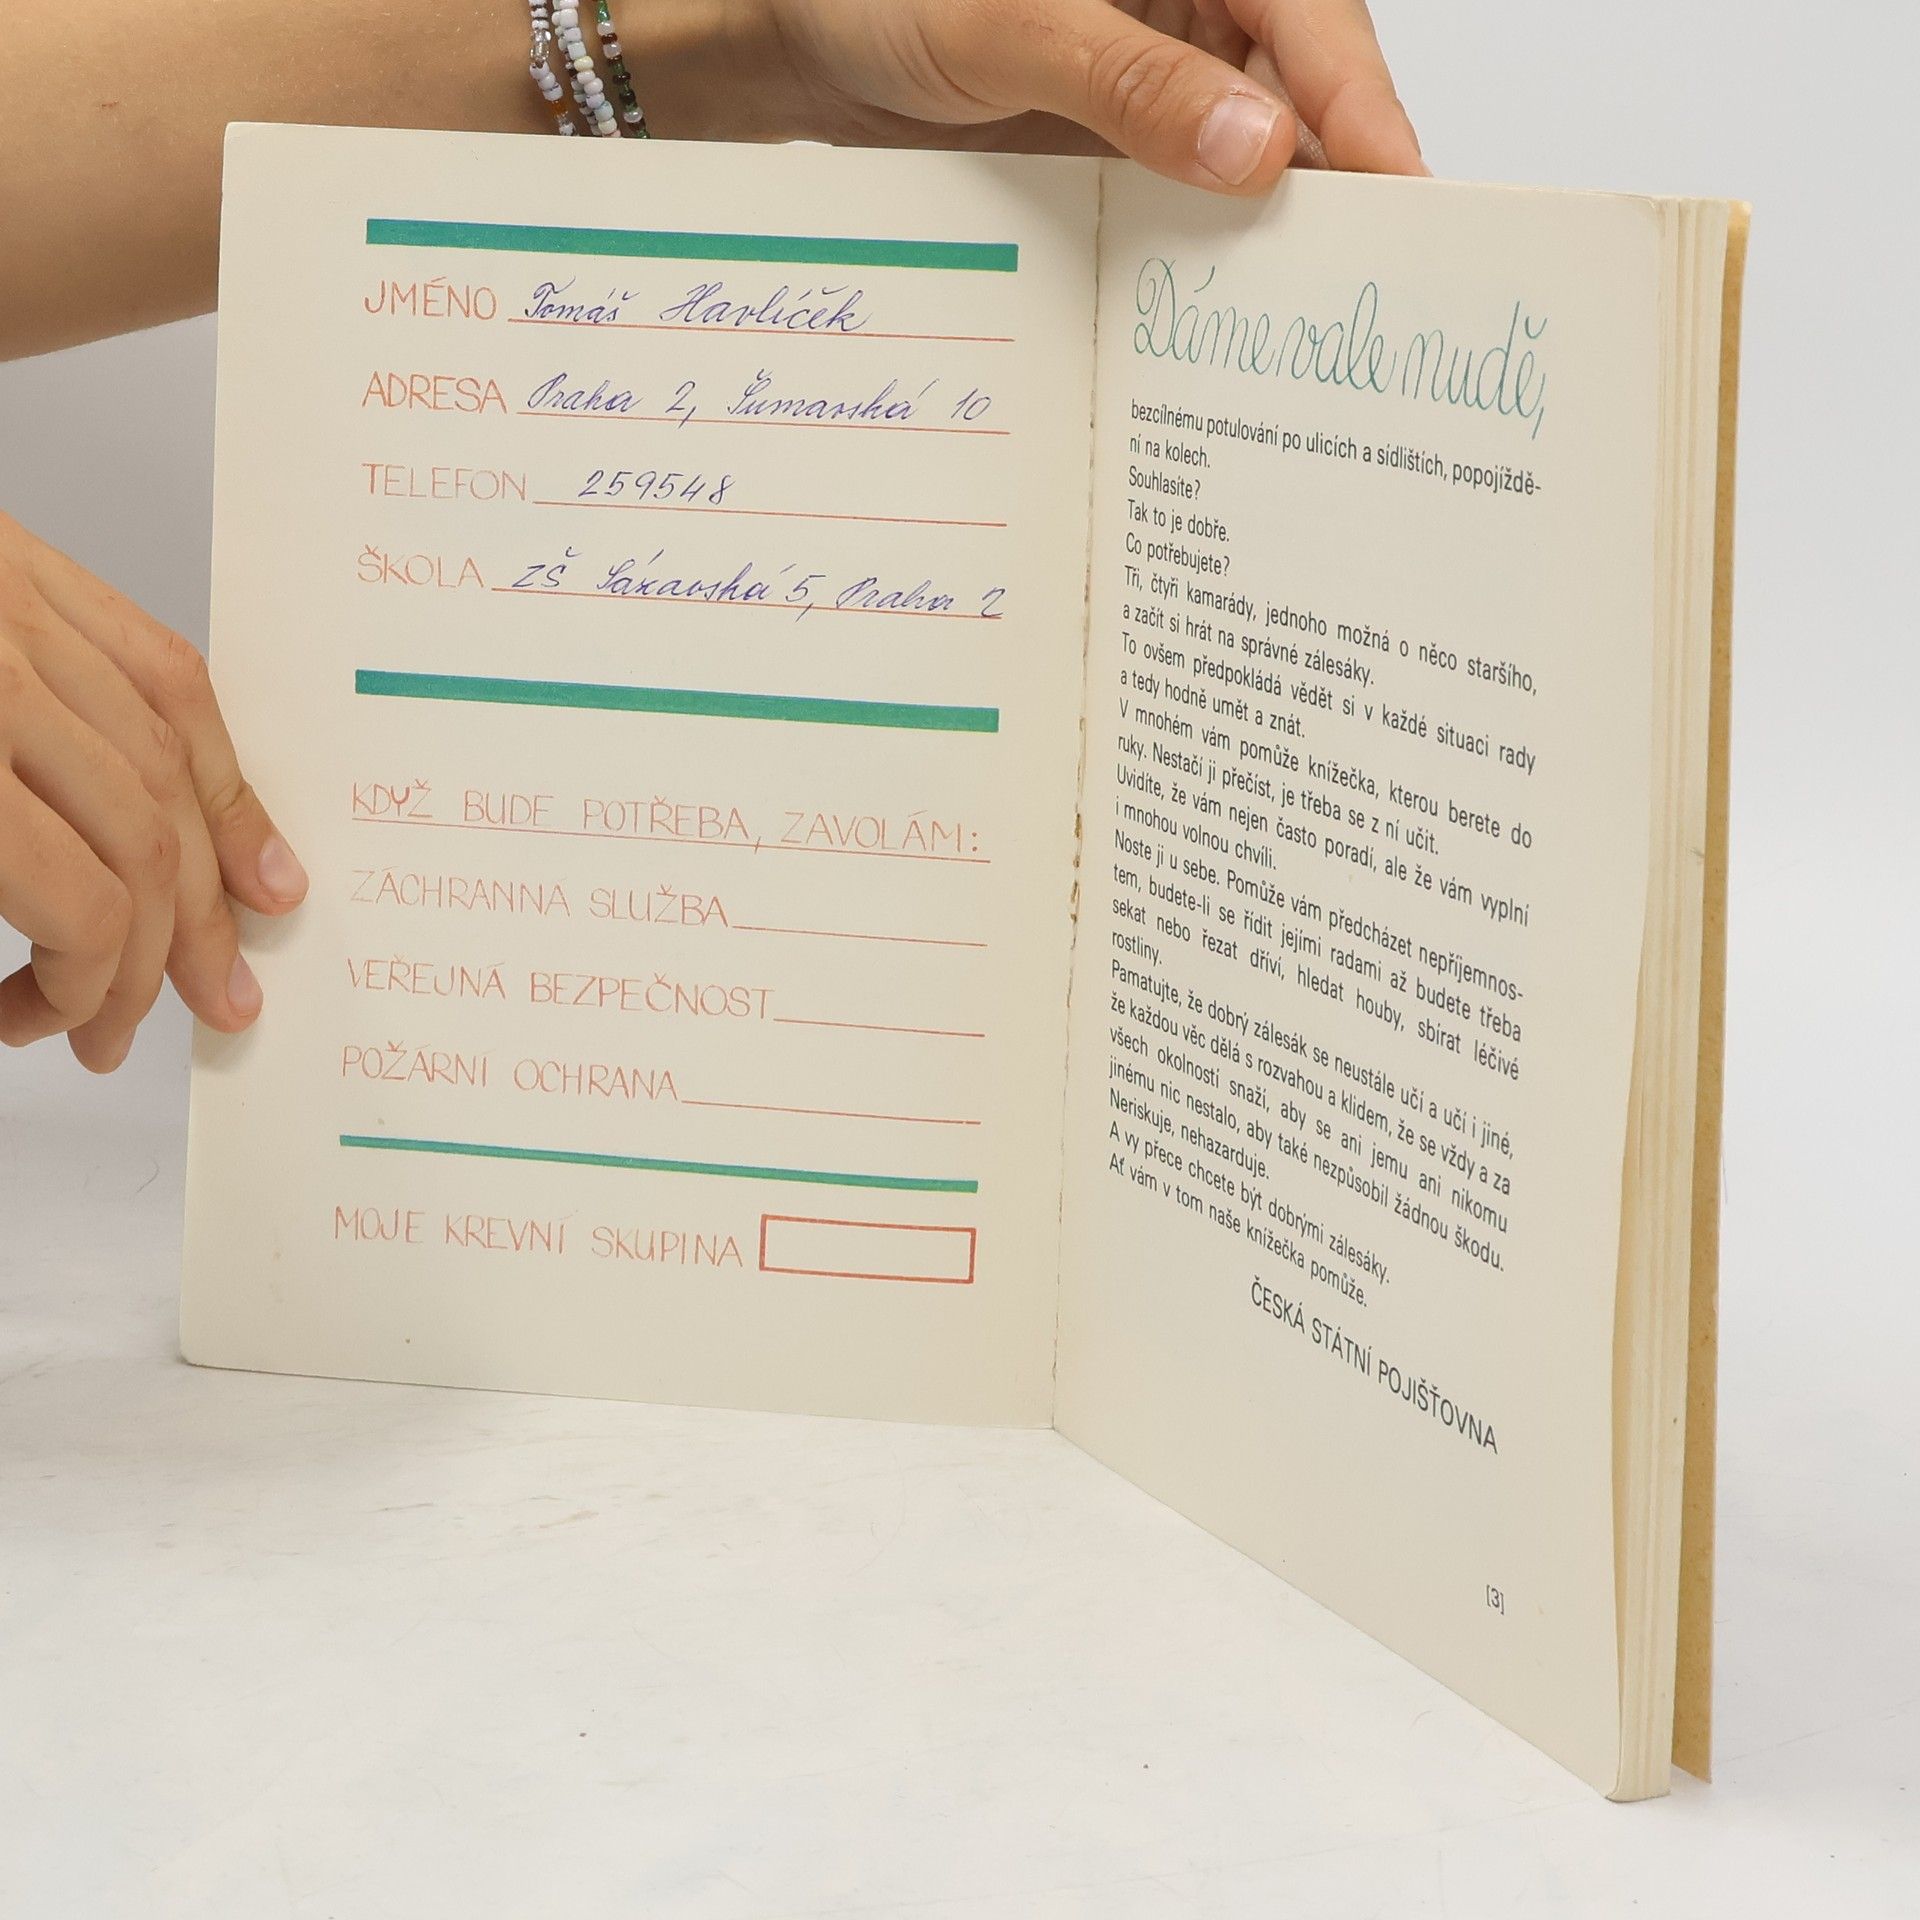 JMÉNO Tomáš Havlíček
ADRESA Praha 2, Šumavská 10
TELEFON 259548
ŠKOLA ZŠ Sázavská 5, Praha 2
KDYŽ BUDE POTŘEBA, ZAVOLÁM:
ZÁCHRANNÁ SLUŽBA
VEŘEJNÁ BEZPEČNOST
POŽÁRNÍ OCHRANA
MOJE KREVNÍ SKUPINA
Dáme vale nudě,
bezcílnému potulování po ulicích a sídlištích, popojíždě-
ní na kolech.
Souhlasíte?
Tak to je dobře.
Co potřebujete?
Tři, čtyři kamarády, jednoho možná o něco staršího,
a začít si hrát na správné zálesáky.
To ovšem předpokládá vědět si v každé situaci rady
a tedy hodně umět a znát.
V mnohém vám pomůže knížečka, kterou berete do
ruky. Nestačí ji přečíst, je třeba se z ní učit.
Uvidíte, že vám nejen často poradí, ale že vám vyplní
i mnohou volnou chvíli.
Noste ji u sebe. Pomůže vám předcházet nepříjemnos-
tem, budete-li se řídit jejími radami až budete třeba
sekat nebo řezat dříví, hledat houby, sbírat léčivé
rostliny.
Pamatujte, že dobrý zálesák se neustále učí a učí i jiné,
že každou věc dělá s rozvahou a klidem, že se vždy a za
všech okolností snaží, aby se ani jemu ani nikomu
jinému nic nestalo, aby také nezpůsobil žádnou škodu.
Neriskuje, nehazarduje.
A vy přece chcete být dobrými zálesáky.
Ať vám v tom naše knížečka pomůže.
ČESKÁ STÁTNÍ POJIŠŤOVNA
[3]